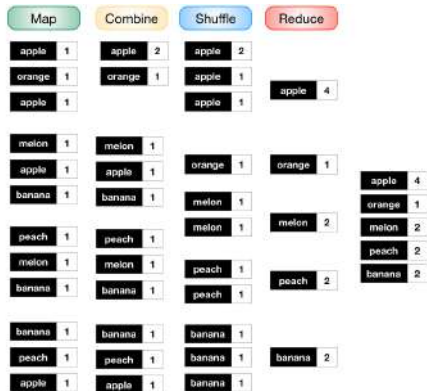 Map Combine Shuffle Reduce
apple 1
orange 1
apple 1
melon 1
apple 1
banana 1
peach 1
melon 1
banana 1
banana 1
peach 1
apple 1
apple 2
orange 1
melon 1
apple 1
banana 1
peach 1
melon 1
banana 1
banana 1
peach 1
apple 1
apple 2
apple 1
apple 1
orange 1
melon 1
melon 1
peach 1
peach 1
banana 1
banana 1
banana 1
apple 4
orange 1
melon 2
peach 2
banana 2
apple 4
orange 1
melon 2
peach 2
banana 2